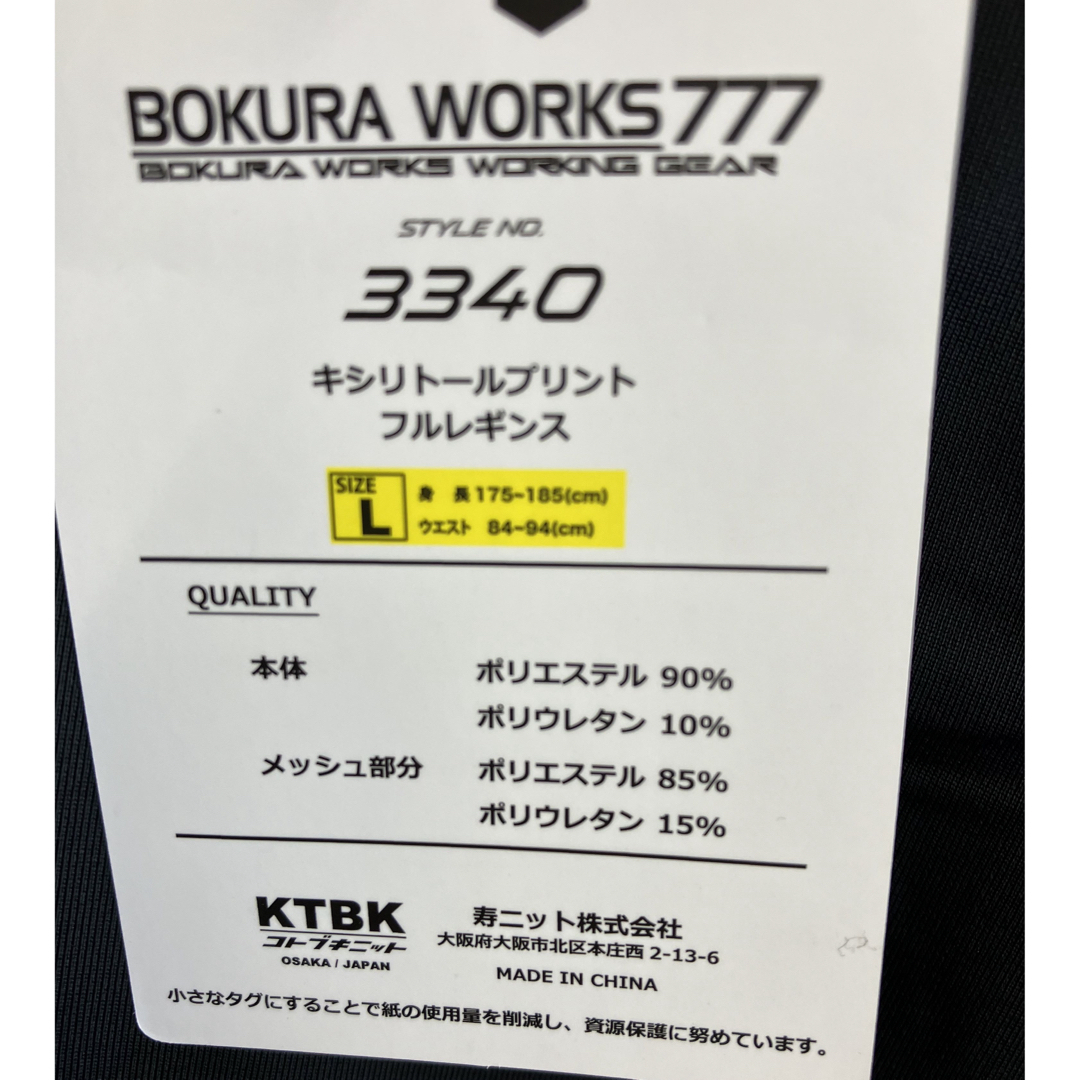 BOKURA WORKS 777
BOKURA WORKS WORKING GEAR
STYLE NO.
3340
キシリトールプリント
フルレギンス
SIZE
L
身 長 175~185(cm)
ウエスト 84~94(cm)
QUALITY
本体 ポリエステル 90%
ポリウレタン 10%
メッシュ部分 ポリエステル 85%
ポリウレタン 15%
KTBK
コトブキニット
OSAKA / JAPAN
寿ニット株式会社
大阪府大阪市北区本庄西 2-13-6
MADE IN CHINA
小さなタグにすることで紙の使用量を削減し、資源保護に努めています。